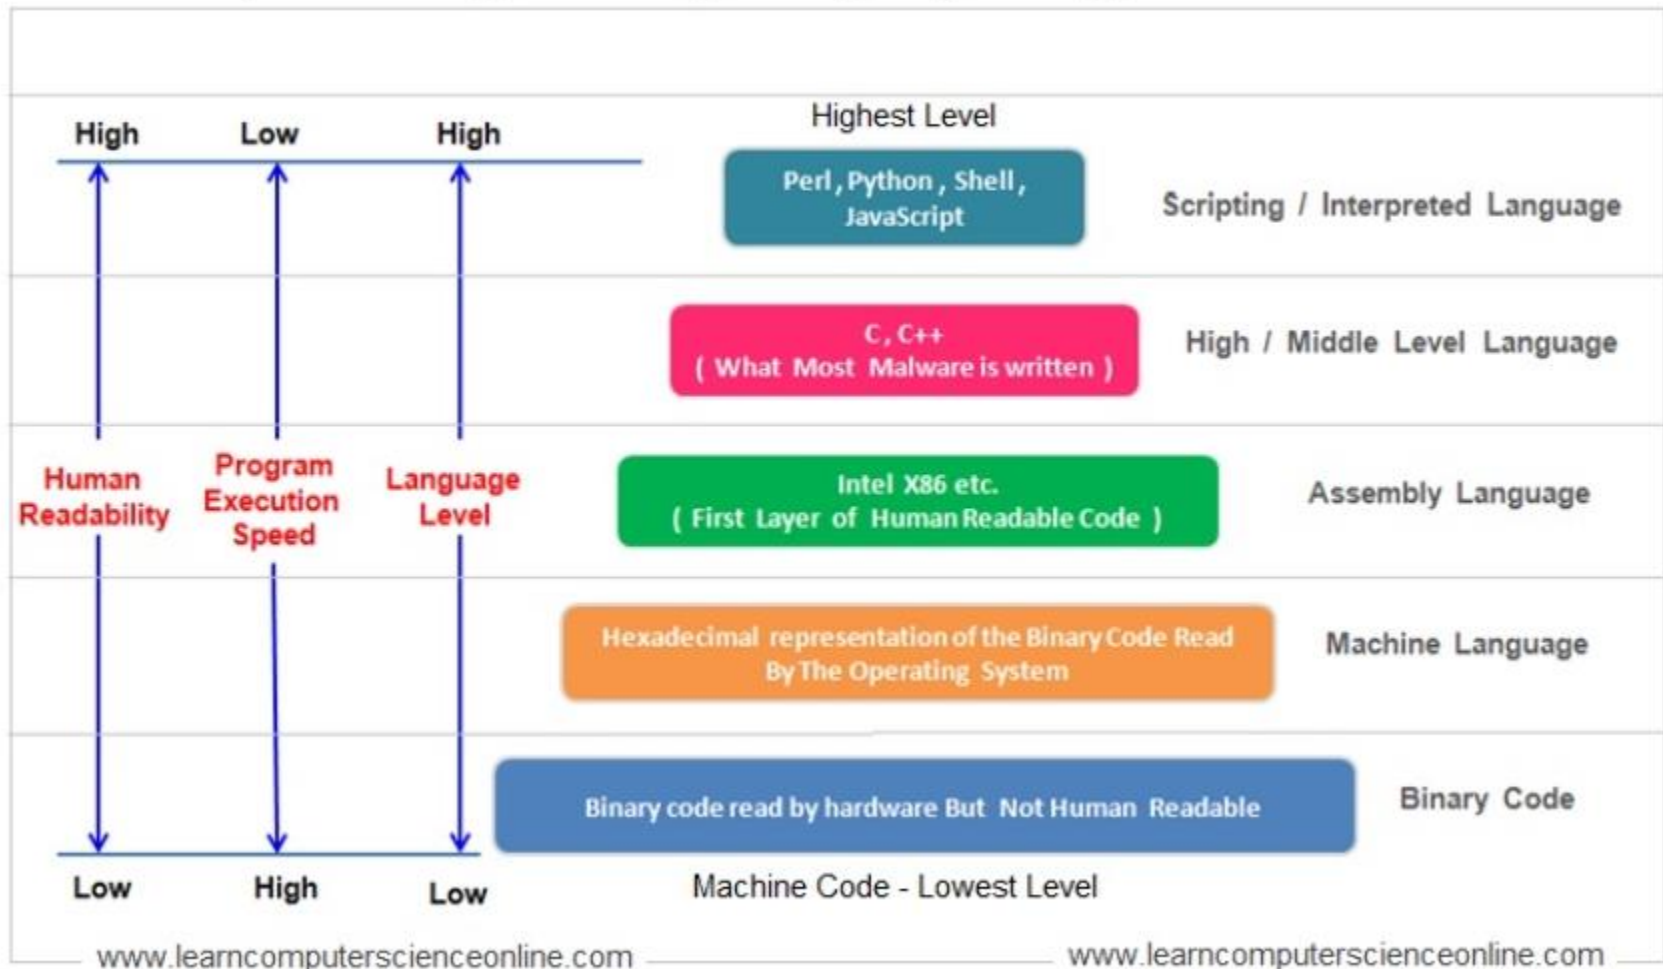 High
Low
High
Highest Level
Perl , Python , Shell ,
JavaScript
Scripting / Interpreted Language
C , C++
( What Most Malware is written )
High / Middle Level Language
Human
Readability
Program
Execution
Speed
Language
Level
Intel X86 etc.
( First Layer of Human Readable Code )
Assembly Language
Hexadecimal representation of the Binary Code Read
By The Operating System
Machine Language
Binary code read by hardware But Not Human Readable
Binary Code
Low
High
Low
Machine Code - Lowest Level
www.learncomputerscienceonline.com
www.learncomputerscienceonline.com